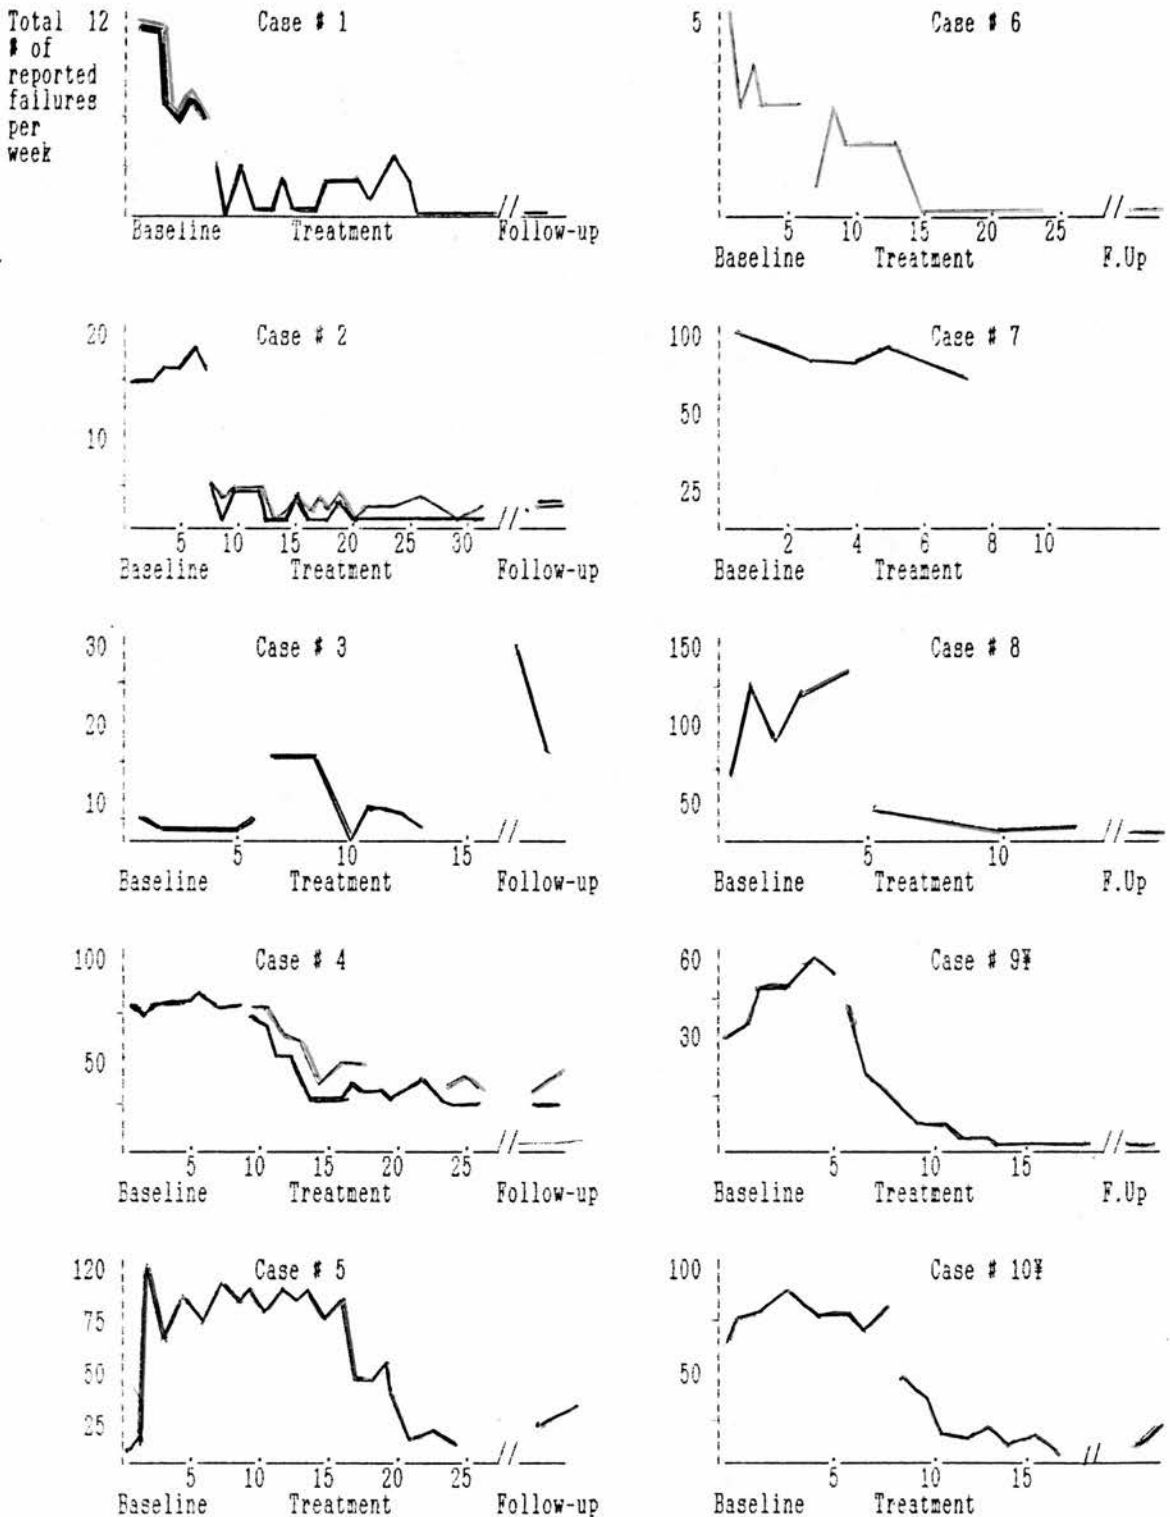 Total 12 Case # 1
# of
reported
failures
per
week
Baseline Treatment Follow-up
5 Case # 6
5 10 15 20 25
Baseline Treatment F.Up
20 Case # 2
10
5 10 15 20 25 30
Baseline Treatment Follow-up
100 Case # 7
50
25
2 4 6 8 10
Baseline Treament
30 Case # 3
20
10
5 10 15
Baseline Treatment Follow-up
150 Case # 8
100
50
5 10
Baseline Treatment F.Up
100 Case # 4
50
5 10 15 20 25
Baseline Treatment Follow-up
60 Case # 9¥
30
5 10 15
Baseline Treatment F.Up
120 Case # 5
75
50
25
5 10 15 20 25
Baseline Treatment Follow-up
100 Case # 10¥
50
5 10 15
Baseline Treatment F.Up